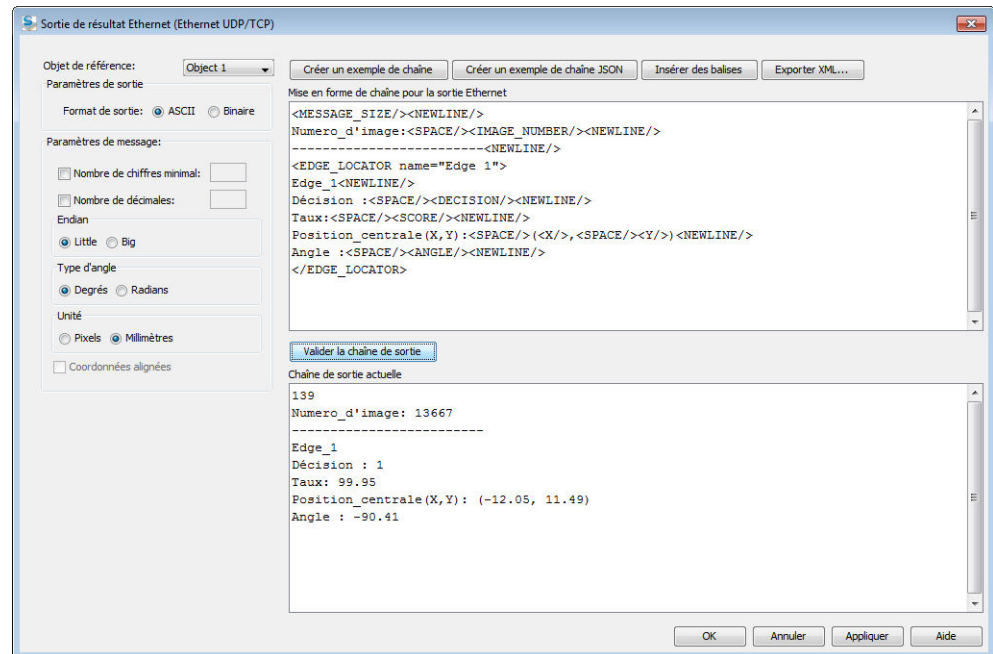 Sortie de résultat Ethernet (Ethernet UDP/TCP)
Objet de référence: Object 1
Paramètres de sortie
Format de sortie: ASCII Binaire
Paramètres de message:
Nombre de chiffres minimal:
Nombre de décimales:
Endian
Little Big
Type d'angle
Degrés Radians
Unité
Pixels Millimètres
Coordonnées alignées
Créer un exemple de chaîne Créer un exemple de chaîne JSON Insérer des balises Exporter XML...
Mise en forme de chaîne pour la sortie Ethernet
<MESSAGE_SIZE/><NEWLINE/>
Numero_d'image:<SPACE/><IMAGE_NUMBER/><NEWLINE/>
-------------------------<NEWLINE/>
<EDGE_LOCATOR name="Edge 1">
Edge_1<NEWLINE/>
Décision :<SPACE/><DECISION/><NEWLINE/>
Taux:<SPACE/><SCORE/><NEWLINE/>
Position_centrale(X,Y):<SPACE/>(<X/>,<SPACE/><Y/>)<NEWLINE/>
Angle :<SPACE/><ANGLE/><NEWLINE/>
</EDGE_LOCATOR>
Valider la chaîne de sortie
Chaîne de sortie actuelle
139
Numero_d'image: 13667
-------------------------
Edge_1
Décision : 1
Taux: 99.95
Position_centrale(X,Y): (-12.05, 11.49)
Angle : -90.41
OK Annuler Appliquer Aide